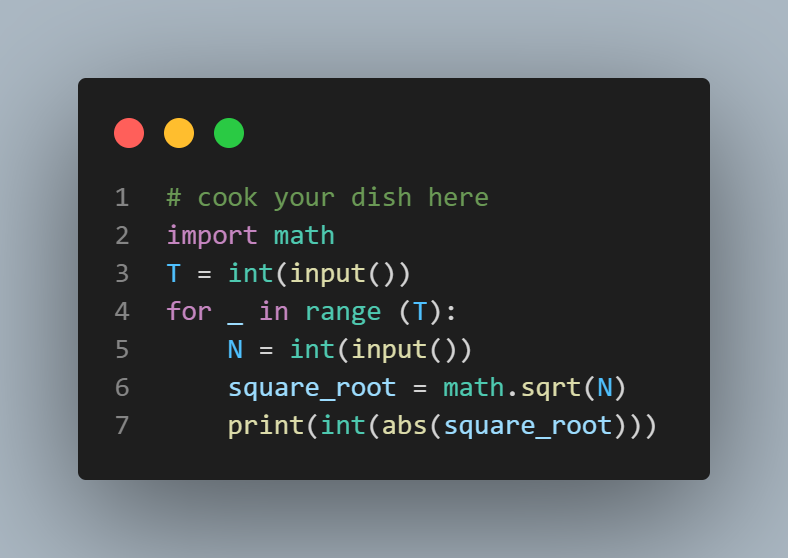 1 # cook your dish here
2 import math
3 T = int(input())
4 for _ in range (T):
5     N = int(input())
6     square_root = math.sqrt(N)
7     print(int(abs(square_root)))